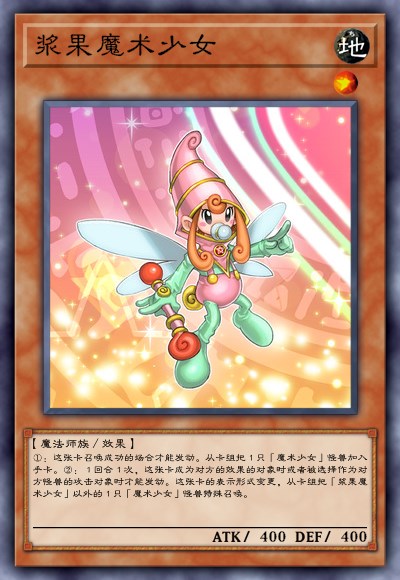 浆果魔术少女
地
【魔法师族／效果】
①：这张卡召唤成功的场合才能发动。从卡组把１只「魔术少女」怪兽加入
手卡。②：１回合１次，这张卡成为对方的效果的对象时或者被选择作为对
方怪兽的攻击对象时才能发动。这张卡的表示形式变更，从卡组把「浆果魔
术少女」以外的１只「魔术少女」怪兽特殊召唤。
ATK/ 400 DEF/ 400